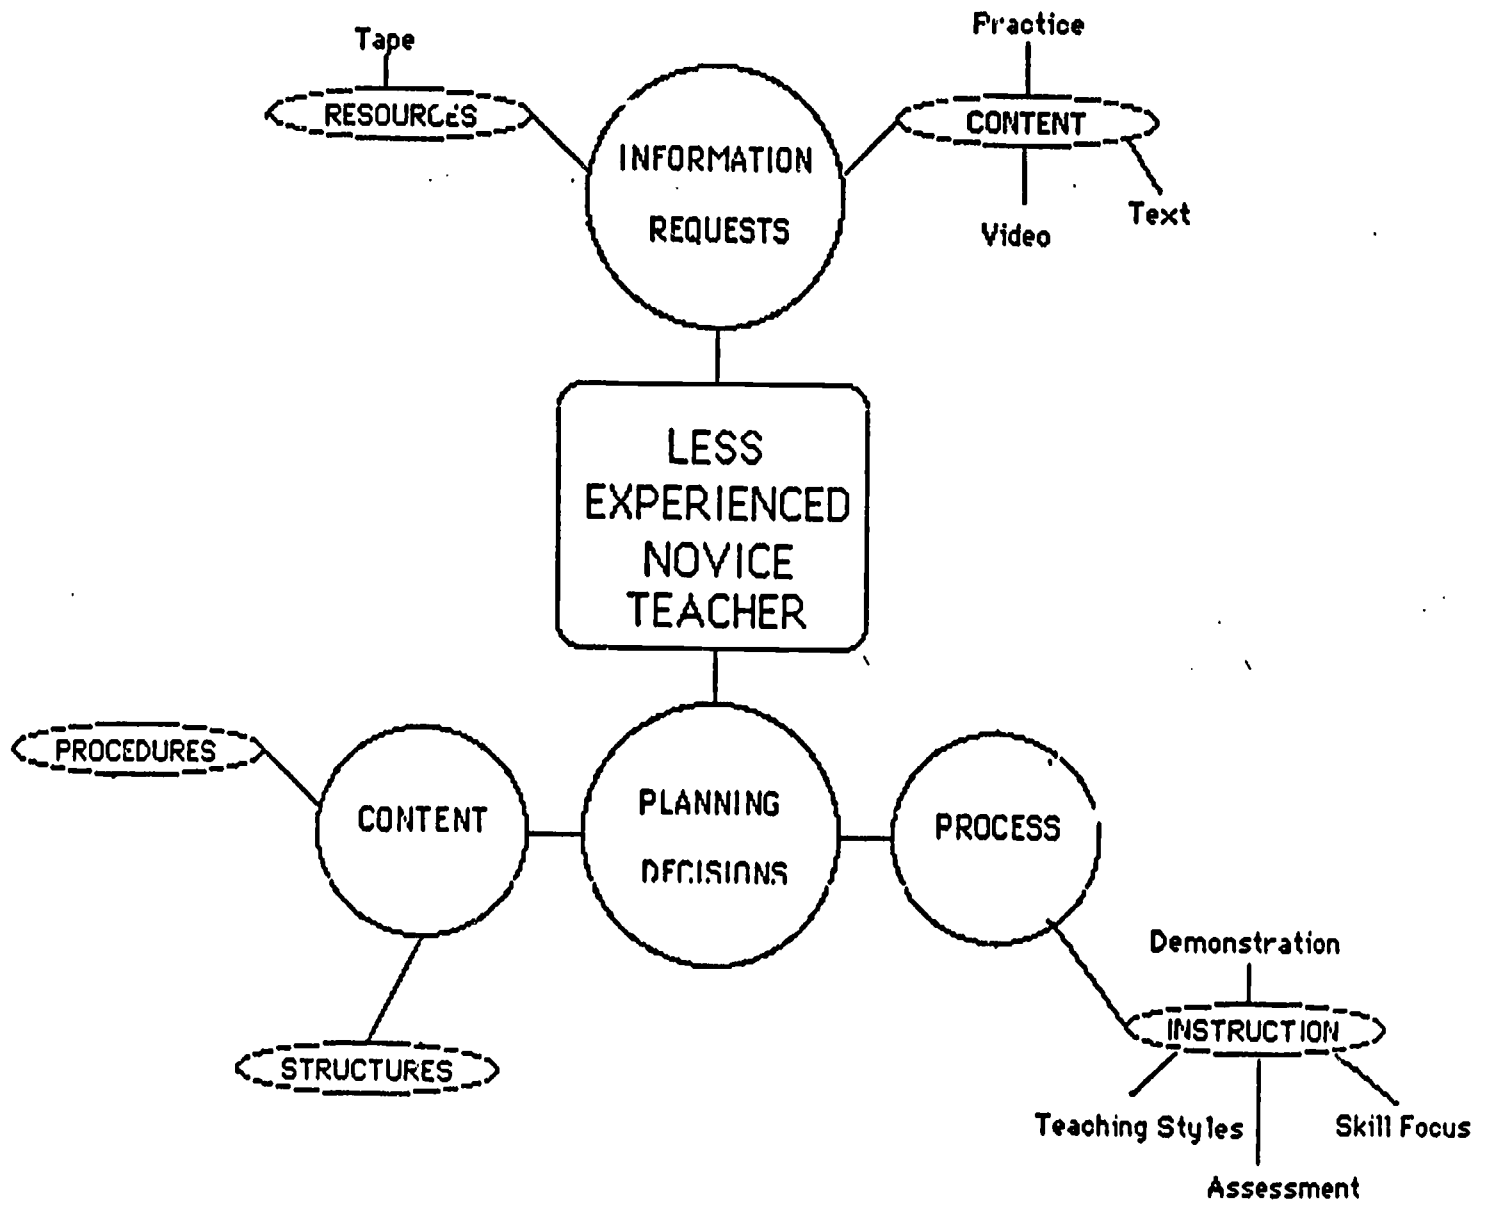 Tape
Practice
RESOURCES
CONTENT
INFORMATION
REQUESTS
Text
Video
LESS
EXPERIENCED
NOVICE
TEACHER
PROCEDURES
CONTENT
PLANNING
DECISIONS
PROCESS
Demonstration
INSTRUCTION
STRUCTURES
Teaching Styles
Skill Focus
Assessment